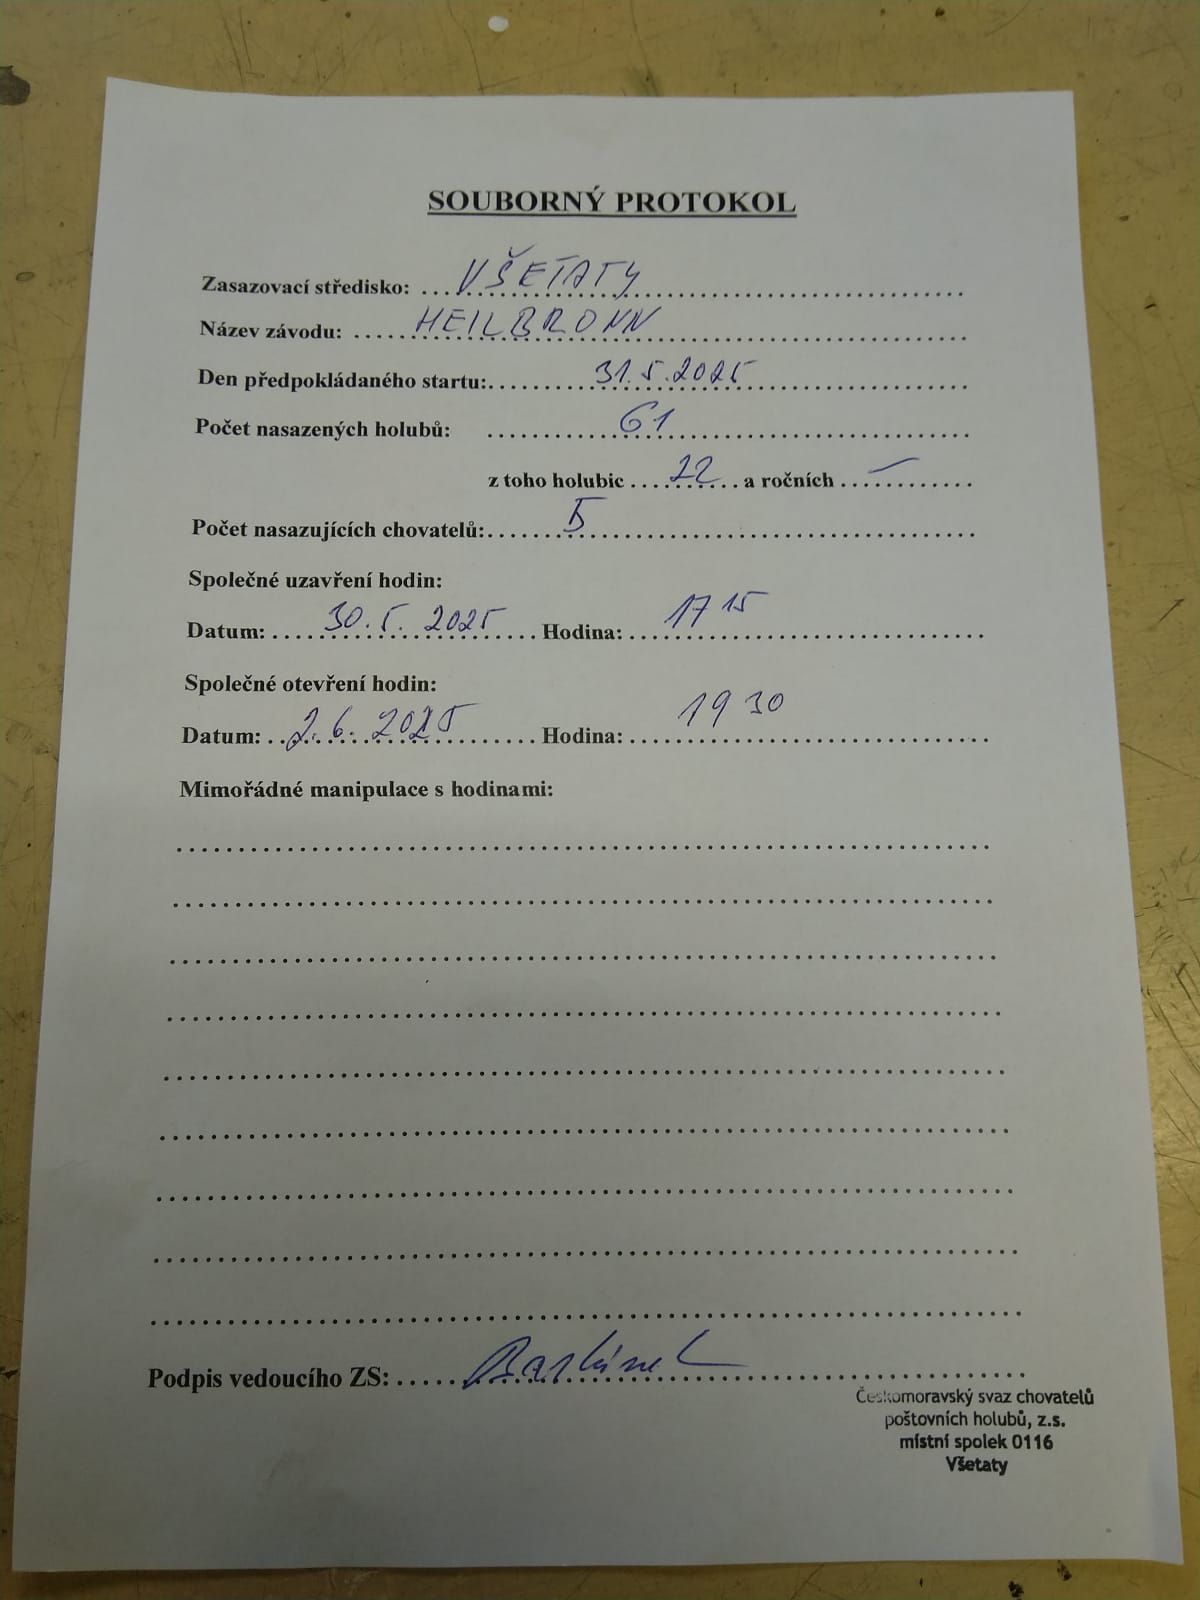 SOUBORNÝ PROTOKOL
Zasazovací středisko: VŠETATY
Název závodu: HEILBRONN
Den předpokládaného startu: 31.5.2025
Počet nasazených holubů: 61
z toho holubic 22 a ročních –
Počet nasazujících chovatelů: 5
Společné uzavření hodin:
Datum: 30.5.2025 Hodina: 17 15
Společné otevření hodin:
Datum: 2.6.2025 Hodina: 19 30
Mimořádné manipulace s hodinami:
Podpis vedoucího ZS:
Českomoravský svaz chovatelů
poštovních holubů, z.s.
místní spolek 0116
Všetaty